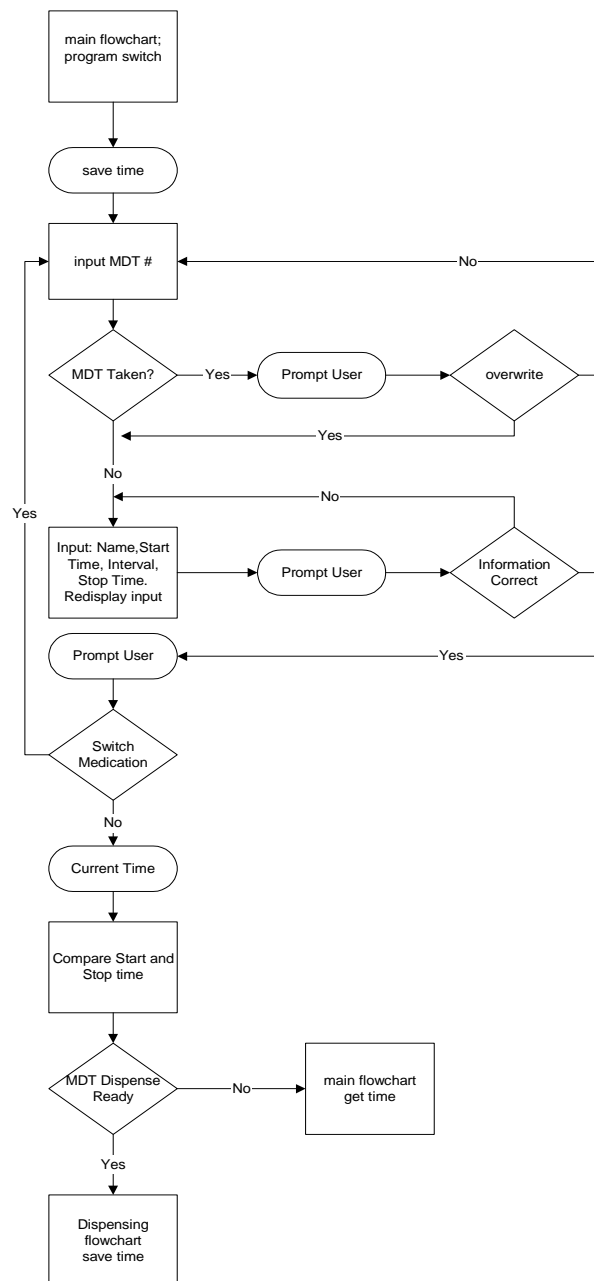 main flowchart;
program switch
save time
input MDT #
No
MDT Taken?
Yes
Prompt User
overwrite
Yes
No
No
Yes
Input: Name,Start
Time, Interval,
Stop Time.
Redisplay input
Prompt User
Information
Correct
Prompt User
Yes
Switch
Medication
No
Current Time
Compare Start and
Stop time
MDT Dispense
Ready
No
main flowchart
get time
Yes
Dispensing
flowchart
save time